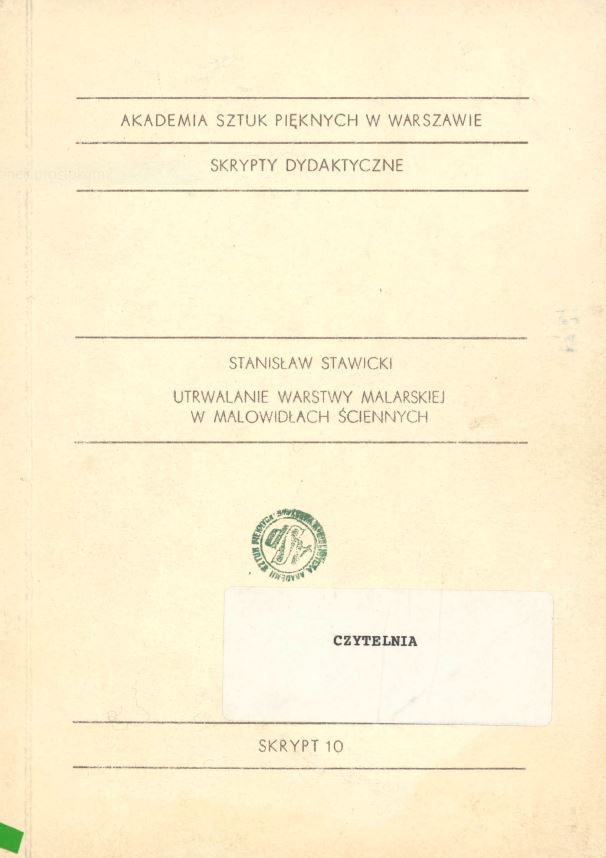 AKADEMIA SZTUK PIĘKNYCH W WARSZAWIE
SKRYPTY DYDAKTYCZNE
STANISŁAW STAWICKI
UTRWALANIE WARSTWY MALARSKIEJ
W MALOWIDŁACH ŚCIENNYCH
CZYTELNIA
SKRYPT 10